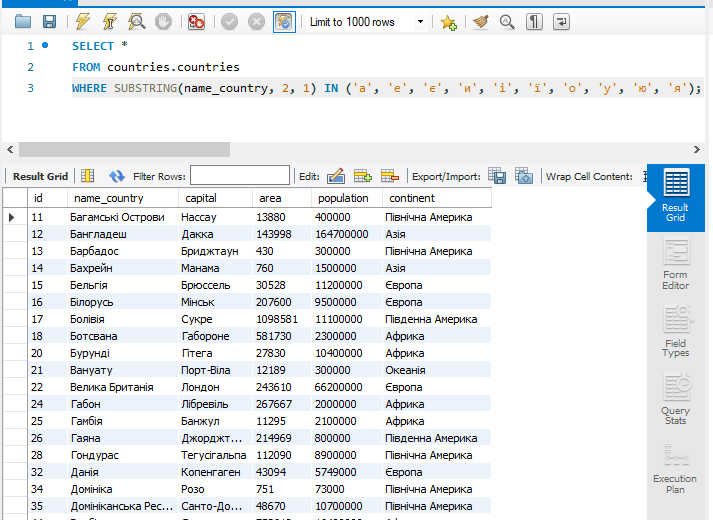 Limit to 1000 rows
1 SELECT *
2 FROM countries.countries
3 WHERE SUBSTRING(name_country, 2, 1) IN ('а', 'е', 'є', 'и', 'і', 'ї', 'о', 'у', 'ю', 'я');
Result Grid Filter Rows: Edit: Export/Import: Wrap Cell Content:
id name_country capital area population continent
11 Багамські Острови Нассау 13880 400000 Північна Америка
12 Бангладеш Дакка 143998 164700000 Азія
13 Барбадос Бриджтаун 430 300000 Північна Америка
14 Бахрейн Манама 760 1500000 Азія
15 Бельгія Брюссель 30528 11200000 Європа
16 Білорусь Мінськ 207600 9500000 Європа
17 Болівія Сукре 1098581 11100000 Південна Америка
18 Ботсвана Габороне 581730 2300000 Африка
20 Бурунді Гітега 27830 10400000 Африка
21 Вануату Порт-Віла 12189 300000 Океанія
22 Велика Британія Лондон 243610 66200000 Європа
24 Габон Лібревіль 267667 2000000 Африка
25 Гамбія Банжул 11295 2100000 Африка
26 Гаяна Джорджт... 214969 800000 Південна Америка
28 Гондурас Тегусігальпа 112090 8900000 Північна Америка
32 Данія Копенгаген 43094 5749000 Європа
34 Домініка Розо 751 73000 Північна Америка
35 Домініканська Рес... Санто-До... 48670 10700000 Північна Америка
Result
Grid
Form
Editor
Field
Types
Query
Stats
Execution
Plan